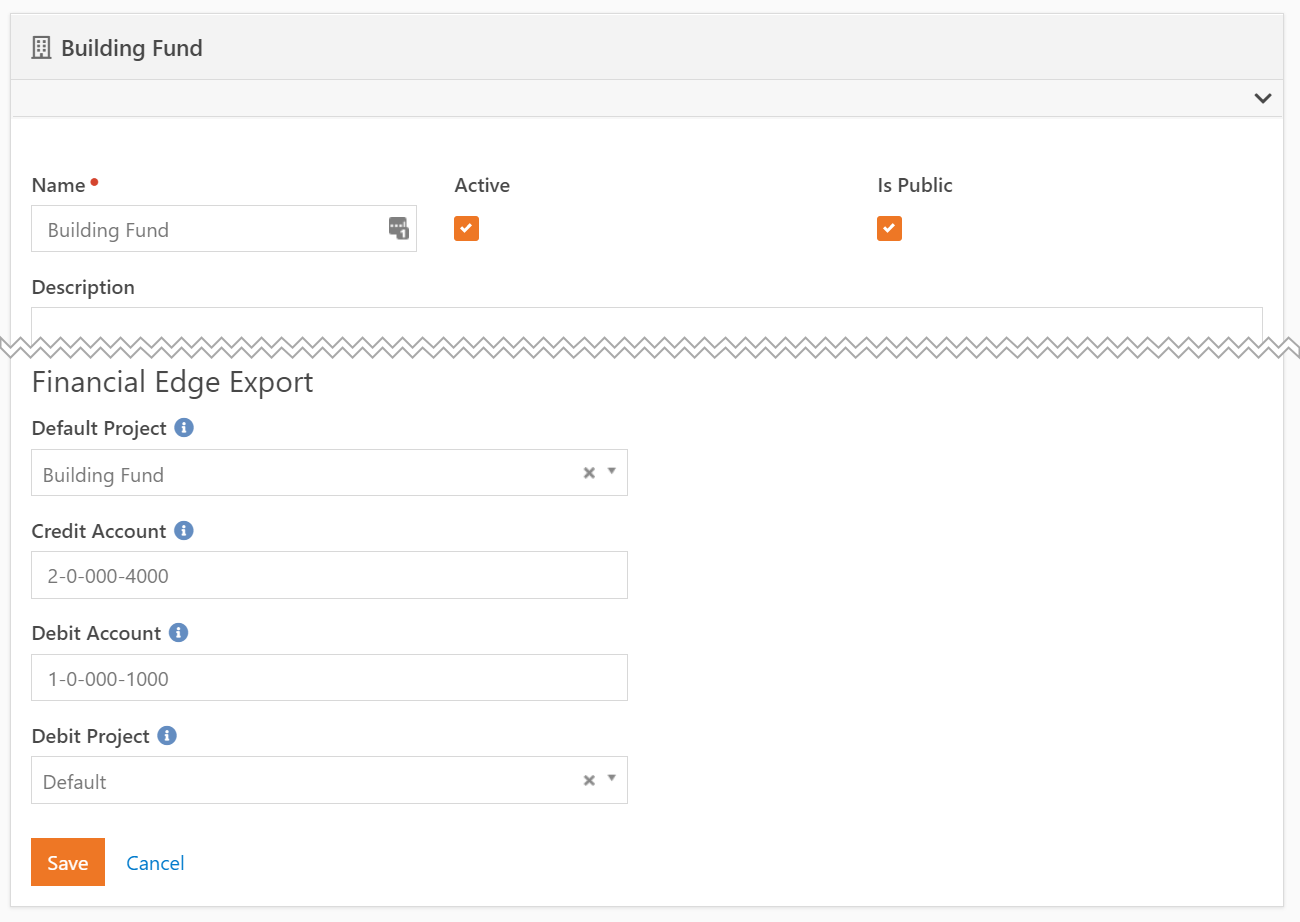 Building Fund
Name Active Is Public
Building Fund
Description
Financial Edge Export
Default Project
Building Fund
Credit Account
2-0-000-4000
Debit Account
1-0-000-1000
Debit Project
Default
Save Cancel